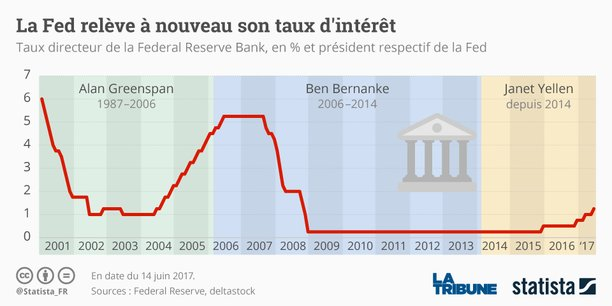 La Fed relève à nouveau son taux d'intérêt
Taux directeur de la Federal Reserve Bank, en % et président respectif de la Fed
7
6
5
4
3
2
1
0
Alan Greenspan
1987–2006
Ben Bernanke
2006–2014
Janet Yellen
depuis 2014
2001 2002 2003 2004 2005 2006 2007 2008 2009 2010 2011 2012 2013 2014 2015 2016 '17
cc
@Statista_FR
En date du 14 juin 2017.
Sources : Federal Reserve, deltastock
LA TRIBUNE
statista